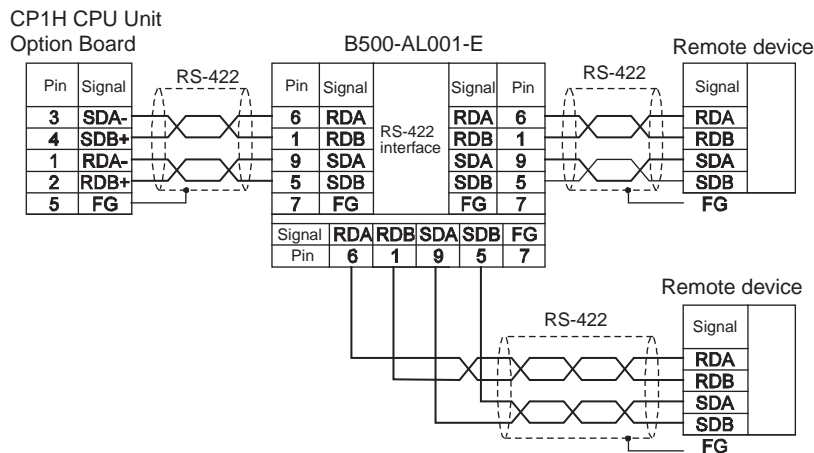 CP1H CPU Unit
Option Board
B500-AL001-E
Remote device
Pin Signal
RS-422
Pin Signal
Signal Pin
RS-422
Signal
3 SDA-
6 RDA
RDA 6
RDA
4 SDB+
1 RDB
RS-422
interface
RDB 1
RDB
1 RDA-
9 SDA
SDA 9
SDA
2 RDB+
5 SDB
SDB 5
SDB
5 FG
7 FG
FG 7
FG
Signal RDA RDB SDA SDB FG
Pin 6 1 9 5 7
Remote device
RS-422
Signal
RDA
RDB
SDA
SDB
FG